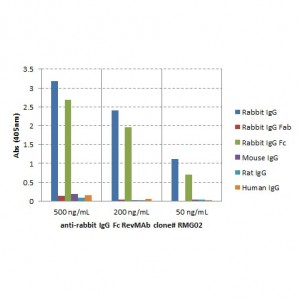 3.5
3
2.5
2
1.5
1
0.5
0
Abs (405nm)
500 ng/mL
200 ng/mL
50 ng/mL
anti-rabbit IgG Fc RevMAb clone# RMG02
Rabbit IgG
Rabbit IgG Fab
Rabbit IgG Fc
Mouse IgG
Rat IgG
Human IgG